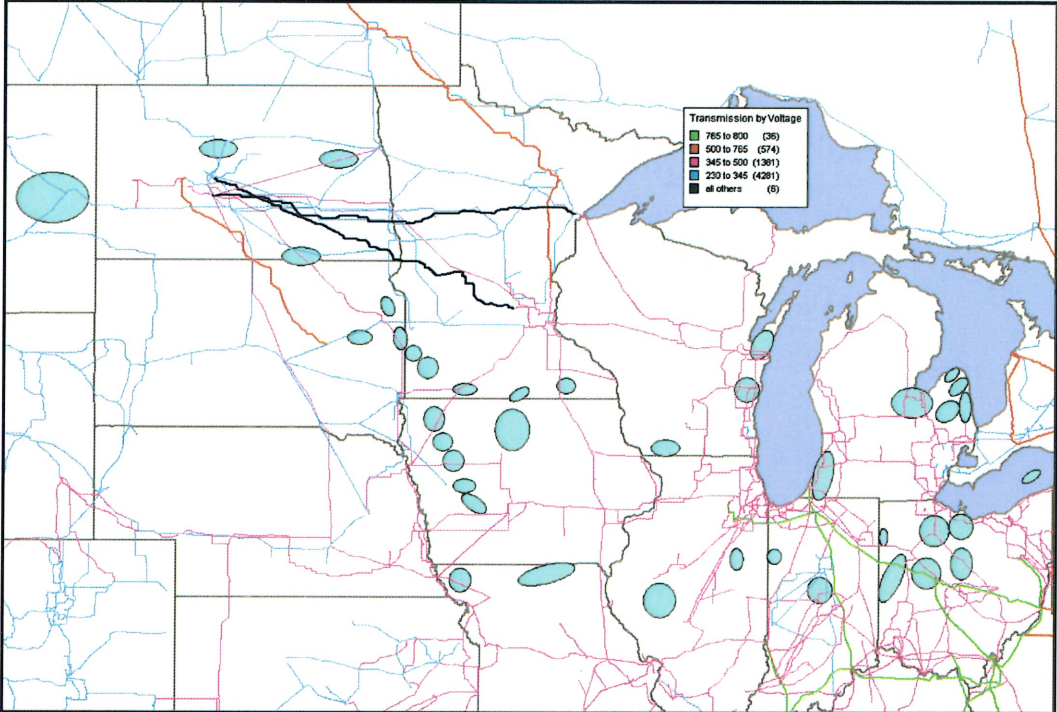 Transmission by Voltage
765 to 800 (36)
500 to 765 (574)
345 to 500 (1381)
230 to 345 (4281)
all others (6)